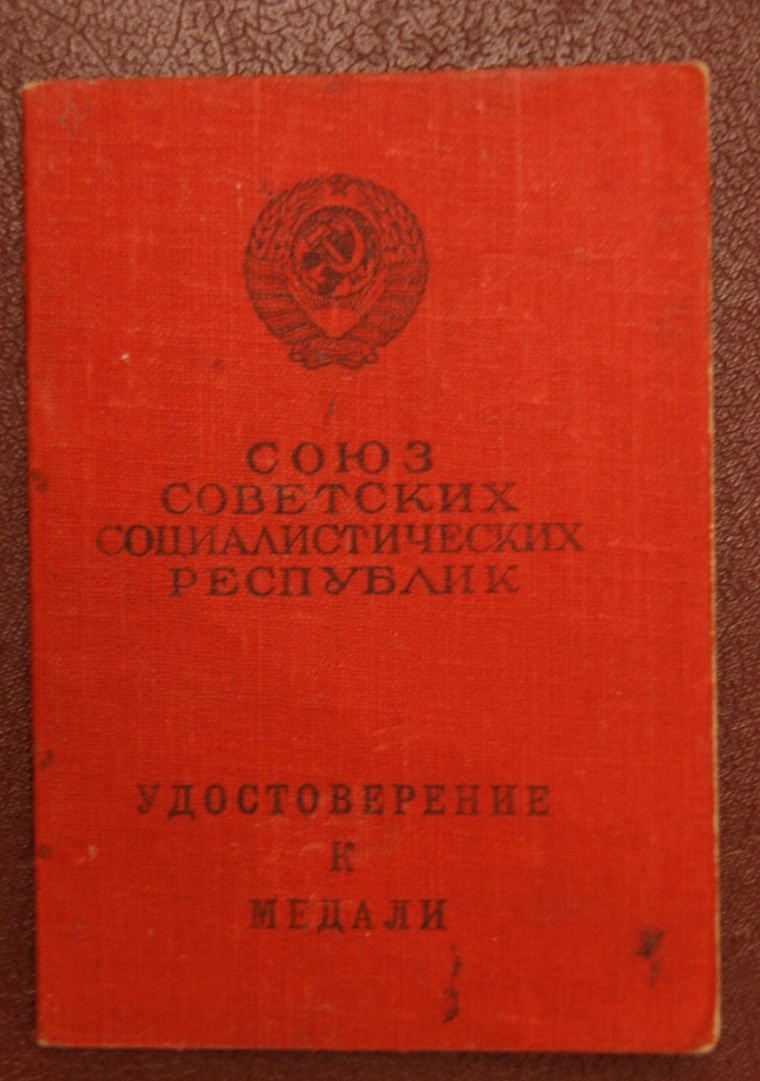 СОЮЗ
СОВЕТСКИХ
СОЦИАЛИСТИЧЕСКИХ
РЕСПУБЛИК
УДОСТОВЕРЕНИЕ
К
МЕДАЛИ